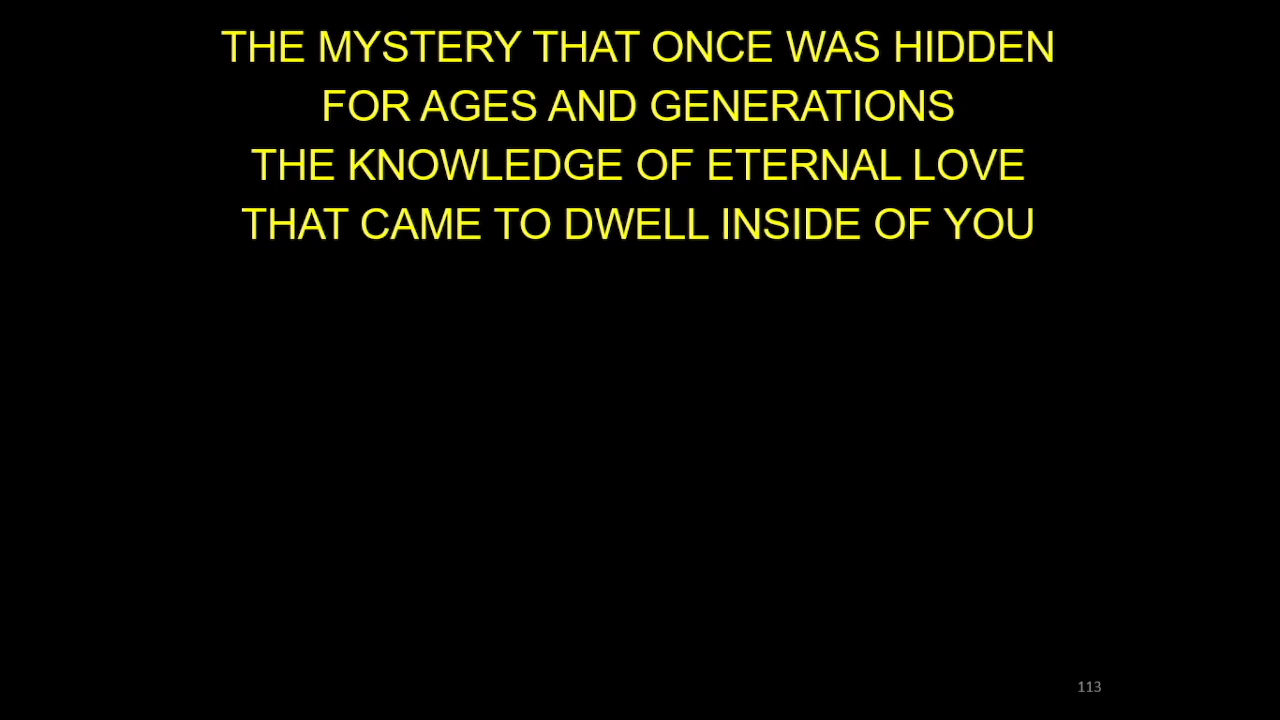 THE MYSTERY THAT ONCE WAS HIDDEN
FOR AGES AND GENERATIONS
THE KNOWLEDGE OF ETERNAL LOVE
THAT CAME TO DWELL INSIDE OF YOU
113